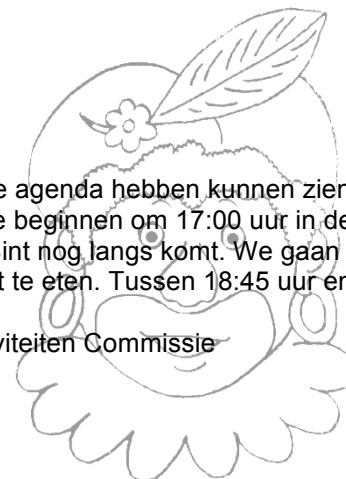 e agenda hebben kunnen zien
e beginnen om 17:00 uur in de
Sint nog langs komt. We gaan
t te eten. Tussen 18:45 uur en
viteiten Commissie